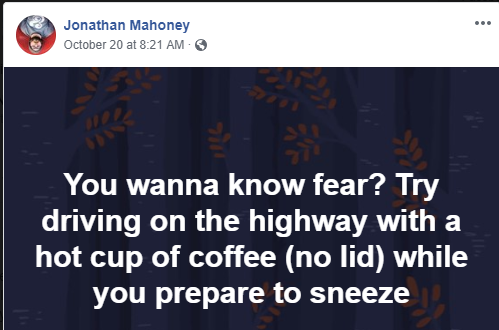 Jonathan Mahoney
October 20 at 8:21 AM ·
You wanna know fear? Try
driving on the highway with a
hot cup of coffee (no lid) while
you prepare to sneeze